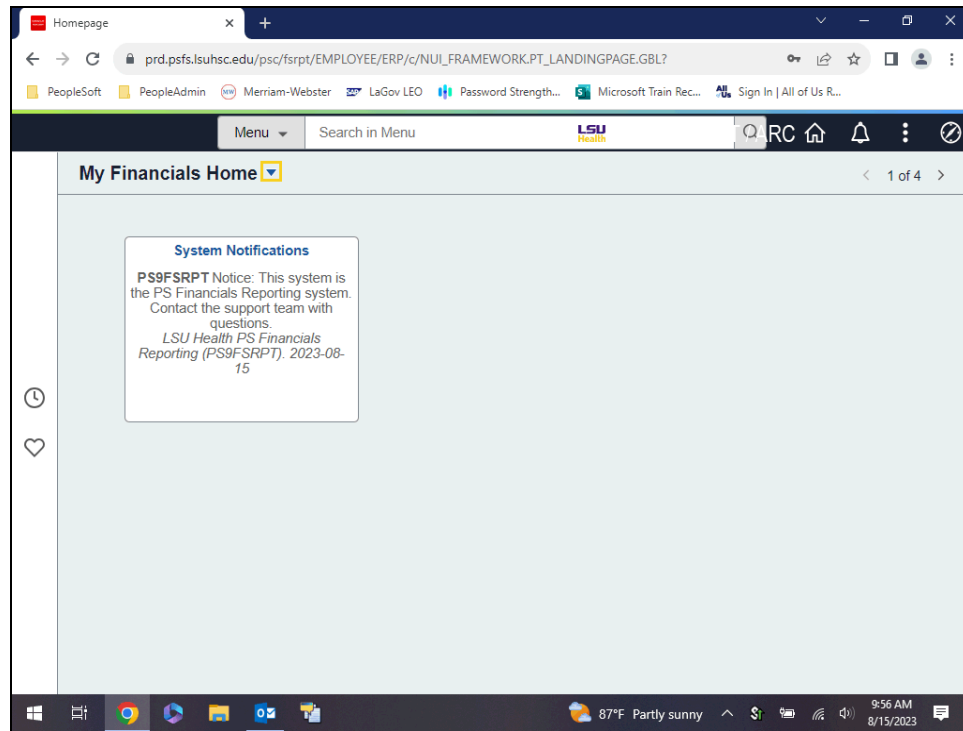 Homepage
prd.psfs.lsuhsc.edu/psc/fsrpt/EMPLOYEE/ERP/c/NUI_FRAMEWORK.PT_LANDINGPAGE.GBL?
PeopleSoft PeopleAdmin MW Merriam-Webster SAP LaGov LEO Password Strength... S Microsoft Train Rec... All Us Sign In | All of Us R...
Menu Search in Menu LSU Health ARC
My Financials Home 1 of 4
System Notifications
PS9FSRPT Notice: This system is
the PS Financials Reporting system.
Contact the support team with
questions.
LSU Health PS Financials
Reporting (PS9FSRPT). 2023-08-
15
87°F Partly sunny 9:56 AM
8/15/2023